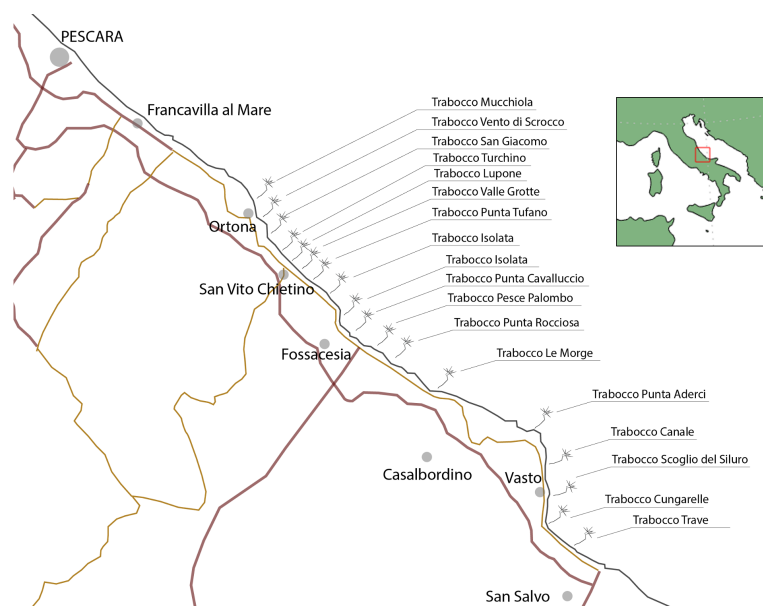 PESCARA
Trabocco Mucchiola
Francavilla al Mare
Trabocco Vento di Scrocco
Trabocco San Giacomo
Trabocco Turchino
Trabocco Lupone
Trabocco Valle Grotte
Trabocco Punta Tufano
Ortona
Trabocco Isolata
Trabocco Isolata
Trabocco Punta Cavalluccio
San Vito Chietino
Trabocco Pesce Palombo
Trabocco Punta Rocciosa
Fossacesia
Trabocco Le Morge
Trabocco Punta Aderci
Trabocco Canale
Trabocco Scoglio del Siluro
Casalbordino
Vasto
Trabocco Cungarelle
Trabocco Trave
San Salvo